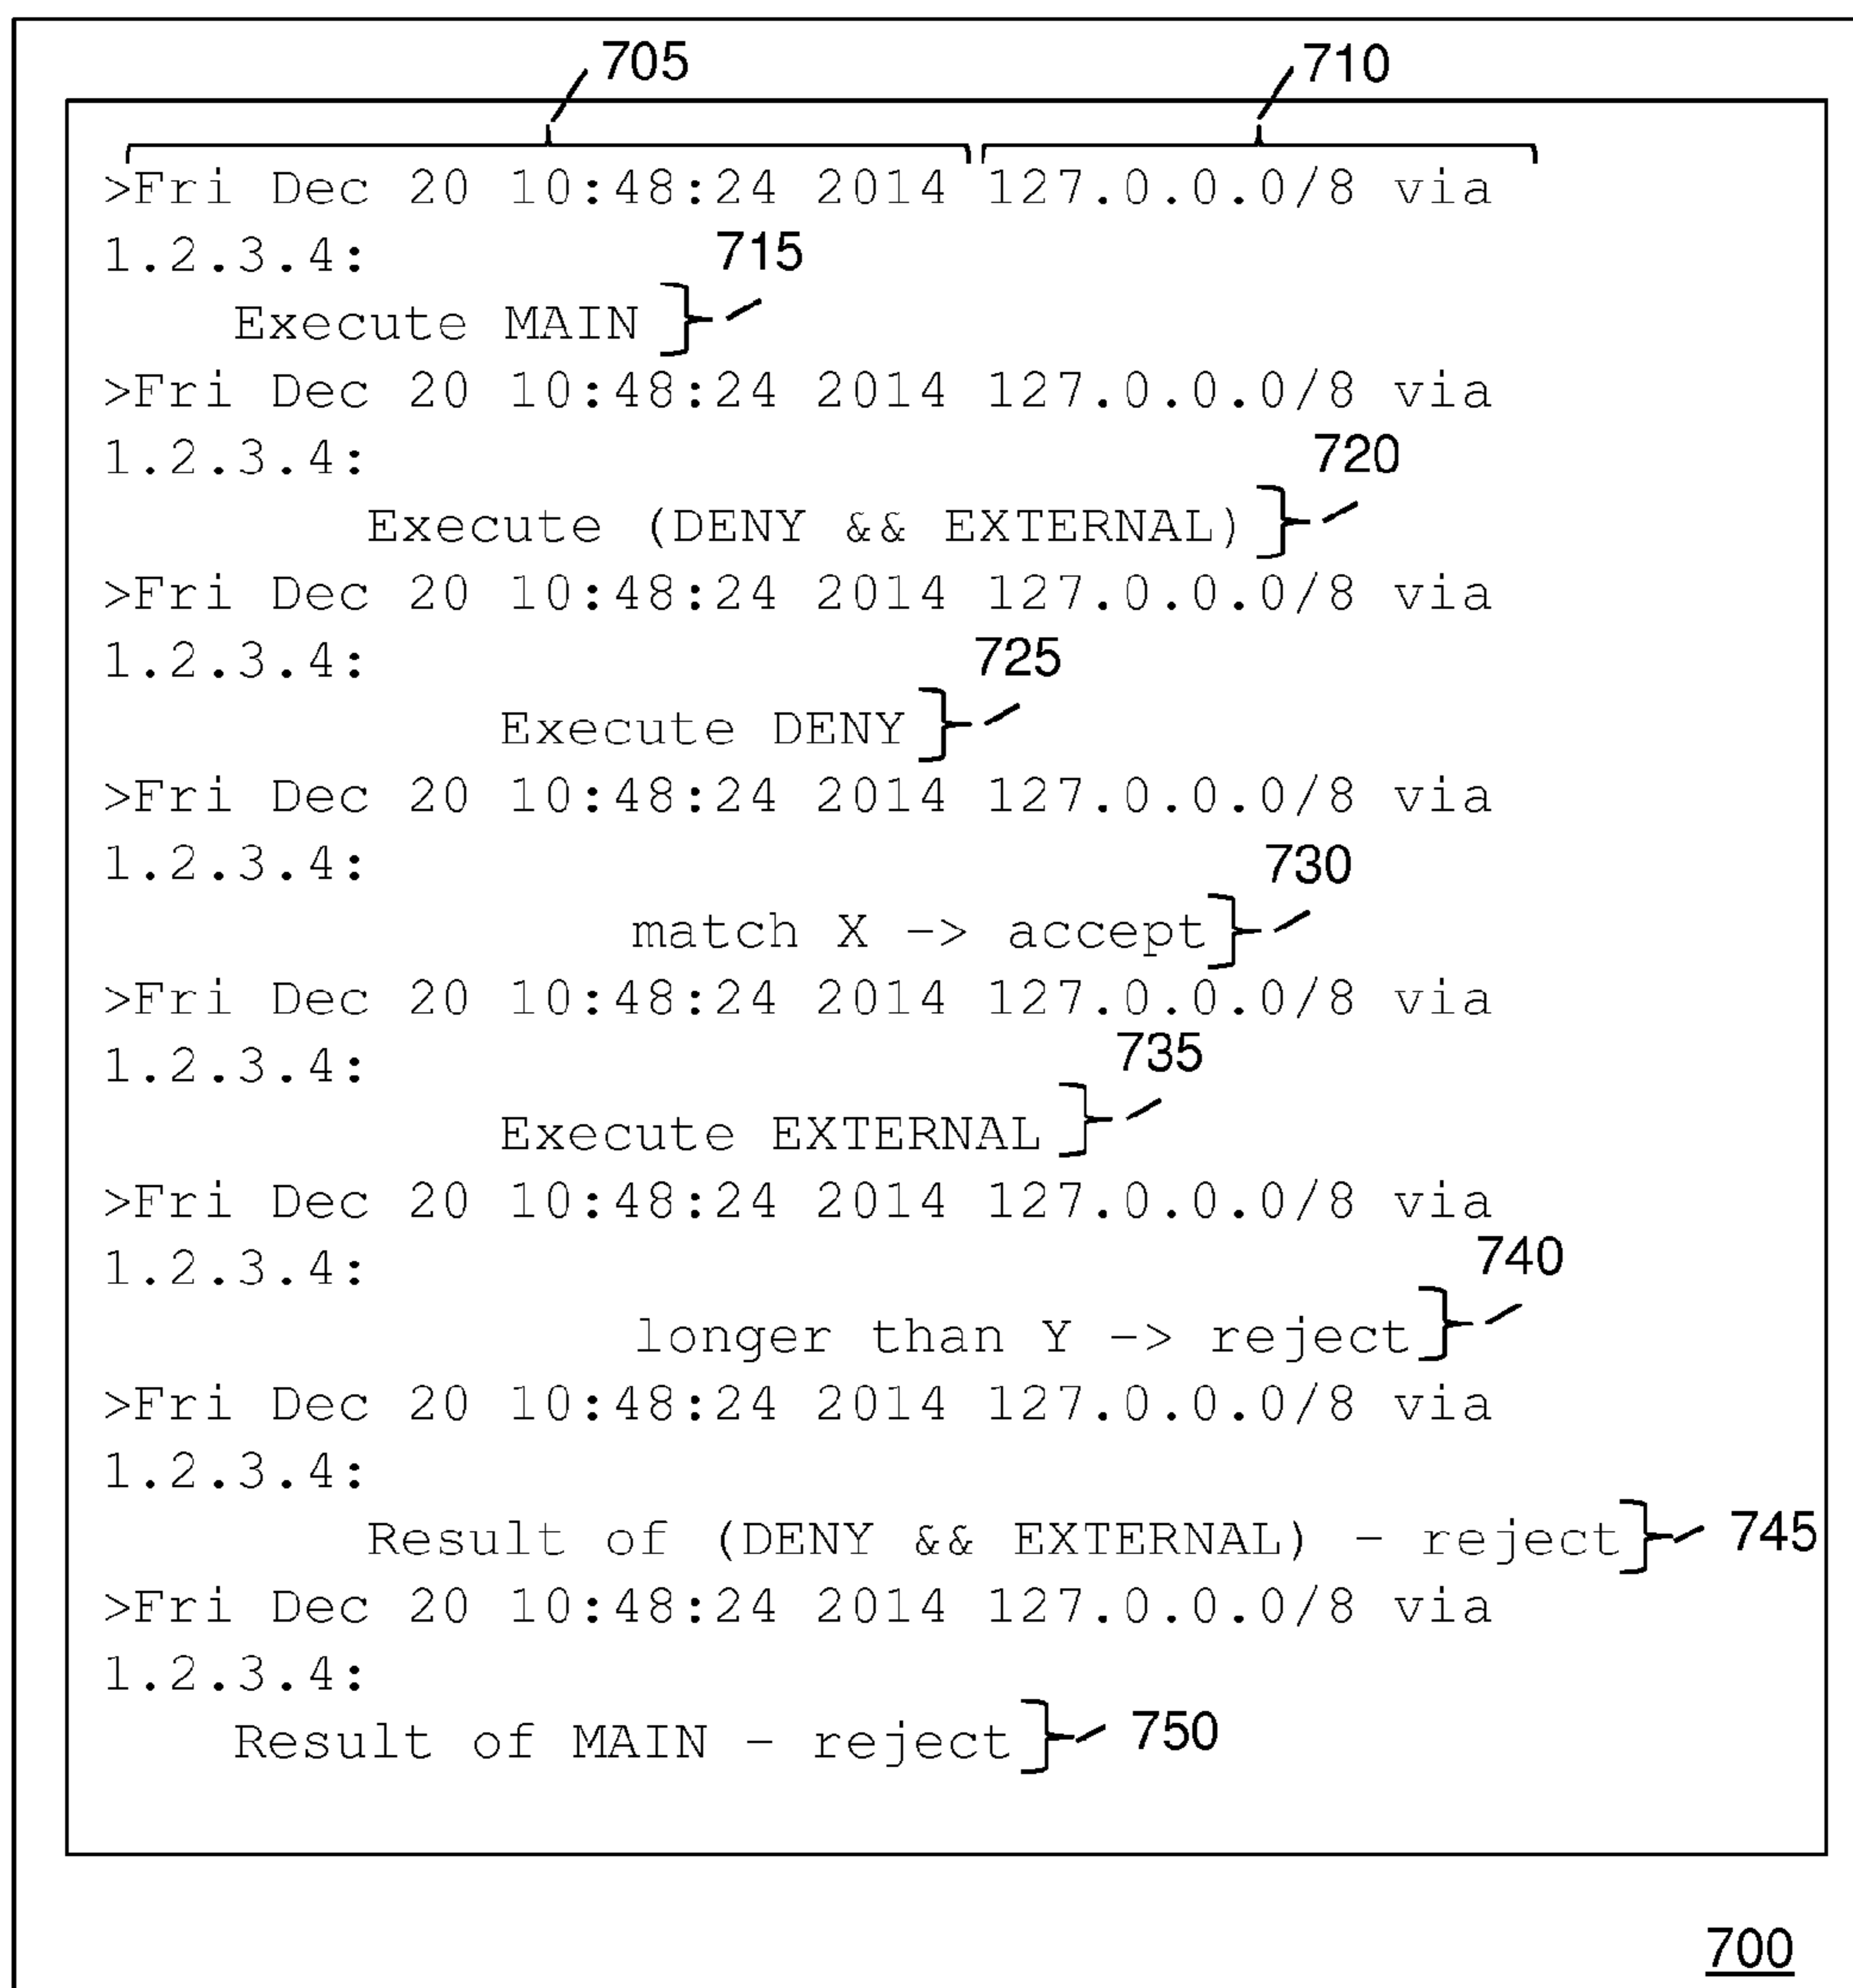 705 710
>Fri Dec 20 10:48:24 2014 127.0.0.0/8 via
1.2.3.4:
715
Execute MAIN
>Fri Dec 20 10:48:24 2014 127.0.0.0/8 via
1.2.3.4:
720
Execute (DENY && EXTERNAL)
>Fri Dec 20 10:48:24 2014 127.0.0.0/8 via
1.2.3.4:
725
Execute DENY
>Fri Dec 20 10:48:24 2014 127.0.0.0/8 via
1.2.3.4:
730
match X -> accept
>Fri Dec 20 10:48:24 2014 127.0.0.0/8 via
1.2.3.4:
735
Execute EXTERNAL
>Fri Dec 20 10:48:24 2014 127.0.0.0/8 via
1.2.3.4:
740
longer than Y -> reject
>Fri Dec 20 10:48:24 2014 127.0.0.0/8 via
1.2.3.4:
Result of (DENY && EXTERNAL) - reject 745
>Fri Dec 20 10:48:24 2014 127.0.0.0/8 via
1.2.3.4:
Result of MAIN - reject 750
700